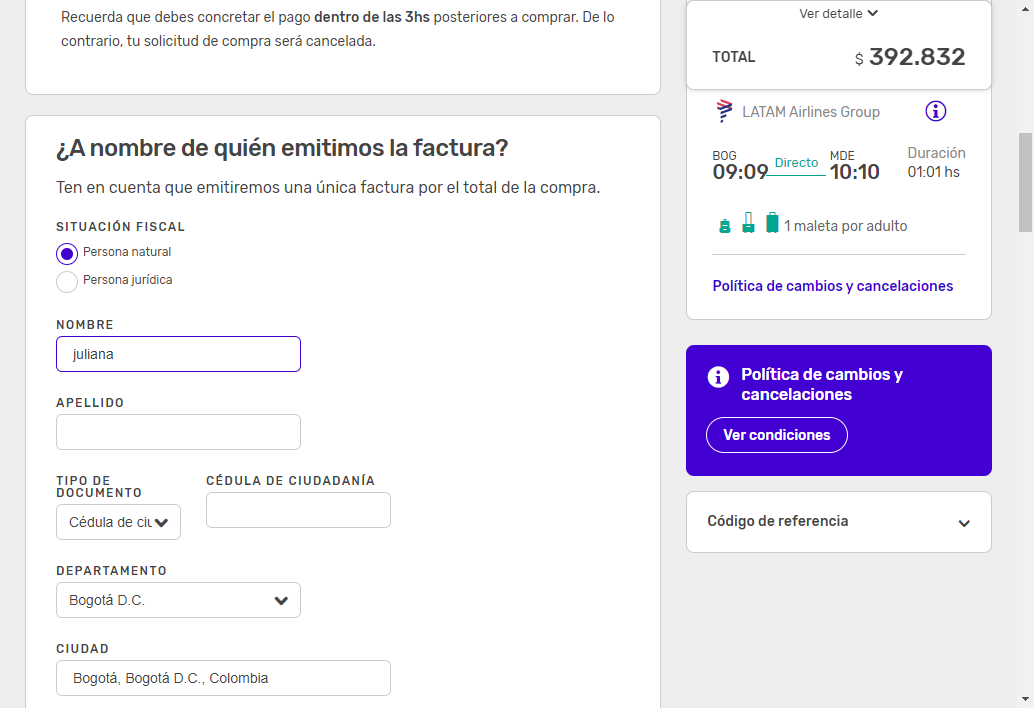 Recuerda que debes concretar el pago dentro de las 3hs posteriores a comprar. De lo
contrario, tu solicitud de compra será cancelada.
¿A nombre de quién emitimos la factura?
Ten en cuenta que emitiremos una única factura por el total de la compra.
SITUACIÓN FISCAL
Persona natural
Persona jurídica
NOMBRE
juliana
APELLIDO
TIPO DE
DOCUMENTO
CÉDULA DE CIUDADANÍA
Cédula de ciu
DEPARTAMENTO
Bogotá D.C.
CIUDAD
Bogotá, Bogotá D.C., Colombia
Ver detalle
TOTAL $ 392.832
LATAM Airlines Group
BOG Directo MDE Duración
09:09 10:10 01:01 hs
1 maleta por adulto
Política de cambios y cancelaciones
Política de cambios y
cancelaciones
Ver condiciones
Código de referencia